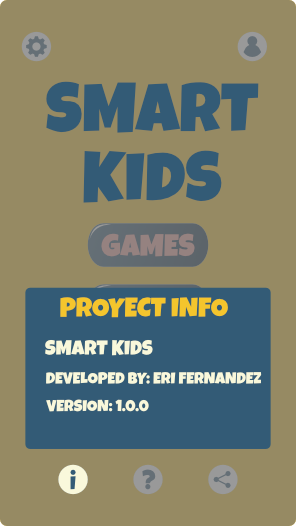 SMART
KIDS
GAMES
PROYECT INFO
SMART KIDS
DEVELOPED BY: ERI FERNANDEZ
VERSION: 1.0.0
i
?